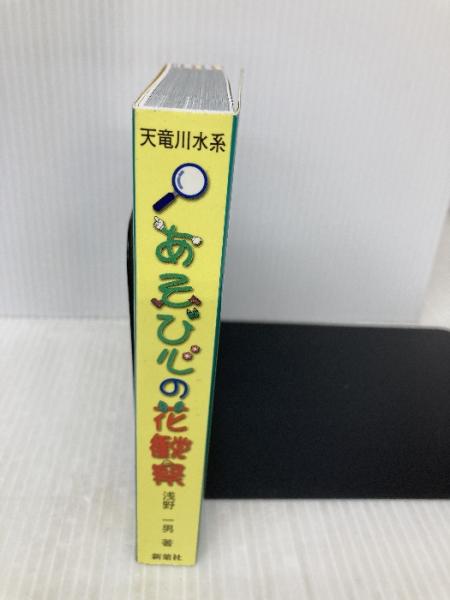 天竜川水系
あそび心の花観察
浅野 一男 著
新葉社